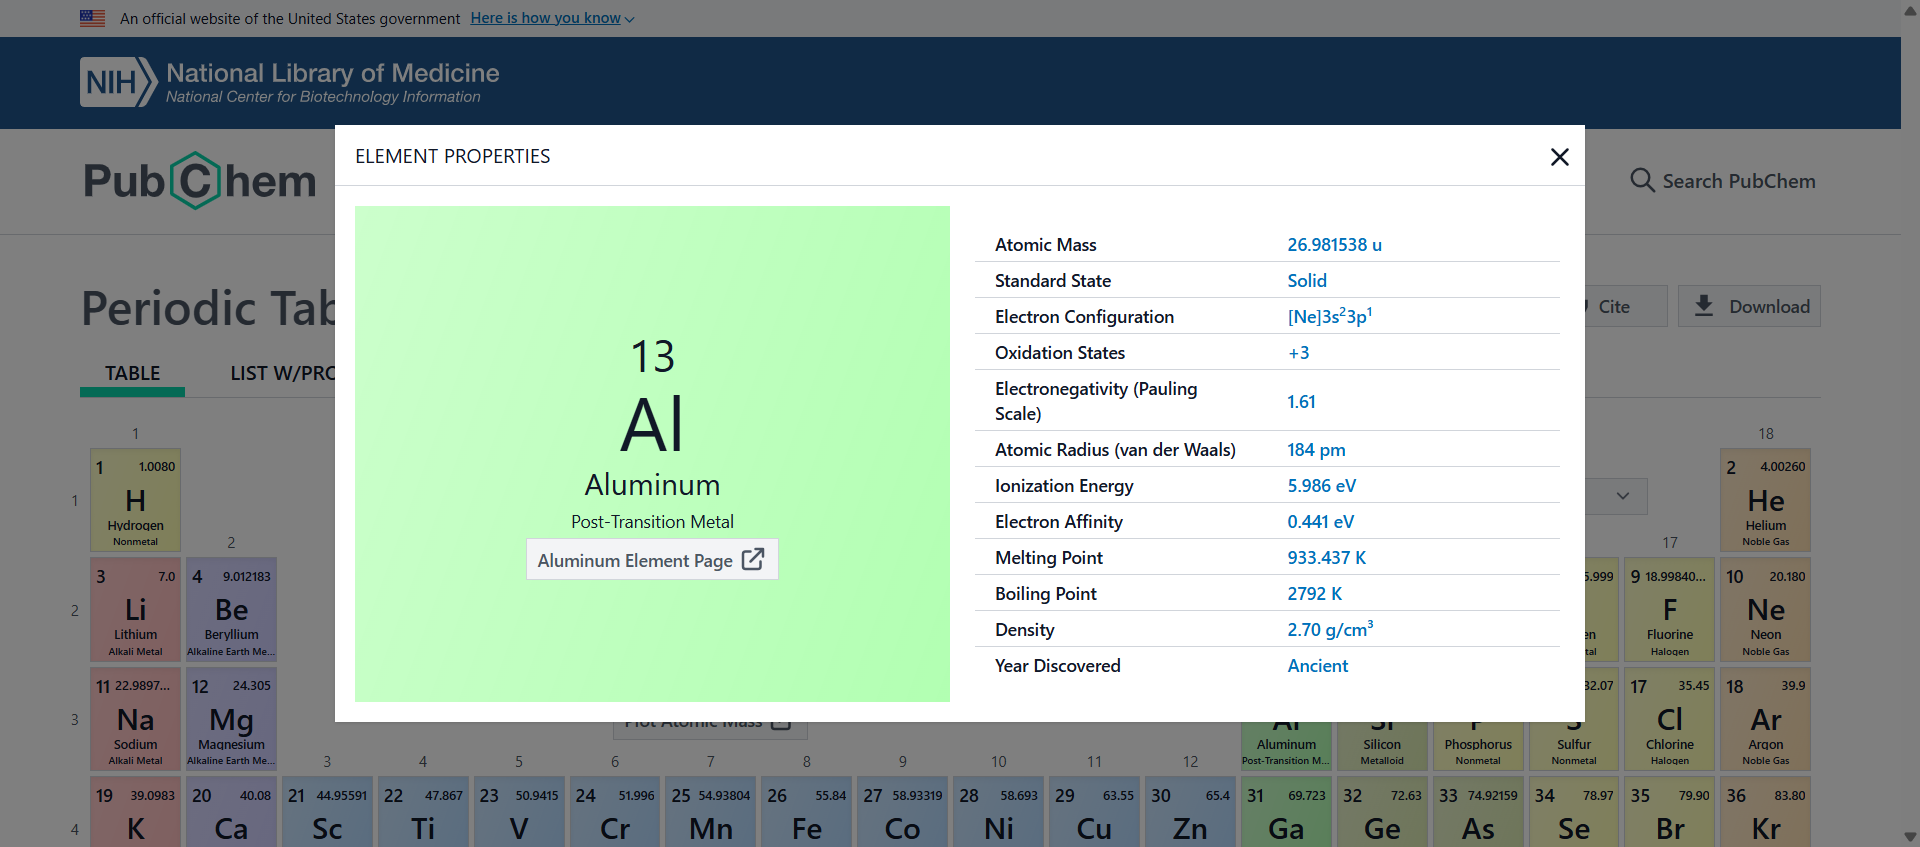 An official website of the United States government Here is how you know
NIH National Library of Medicine
National Center for Biotechnology Information
PubChem
Search PubChem
ELEMENT PROPERTIES
13
Al
Aluminum
Post-Transition Metal
Aluminum Element Page
Atomic Mass 26.981538 u
Standard State Solid
Electron Configuration [Ne]3s²3p¹
Oxidation States +3
Electronegativity (Pauling
Scale) 1.61
Atomic Radius (van der Waals) 184 pm
Ionization Energy 5.986 eV
Electron Affinity 0.441 eV
Melting Point 933.437 K
Boiling Point 2792 K
Density 2.70 g/cm³
Year Discovered Ancient
Periodic Tab
Cite Download
TABLE LIST W/PRO
1 18
1 1.0080 2 4.00260
1 H He
Hydrogen Helium
Nonmetal Noble Gas
2 17
3 7.0 4 9.012183 5.999 9 18.99840... 10 20.180
2 Li Be F Ne
Lithium Beryllium en Fluorine Neon
Alkali Metal Alkaline Earth Me... tal Halogen Noble Gas
11 22.9897... 12 24.305 32.07 17 35.45 18 39.9
3 Na Mg Plot Atomic Mass Al Si P S Cl Ar
Sodium Magnesium Aluminum Silicon Phosphorus Sulfur Chlorine Argon
Alkali Metal Alkaline Earth Me... Post-Transition M... Metalloid Nonmetal Nonmetal Halogen Noble Gas
3 4 5 6 7 8 9 10 11 12
19 39.0983 20 40.08 21 44.95591 22 47.867 23 50.9415 24 51.996 25 54.93804 26 55.84 27 58.93319 28 58.693 29 63.55 30 65.4 31 69.723 32 72.63 33 74.92159 34 78.97 35 79.90 36 83.80
4 K Ca Sc Ti V Cr Mn Fe Co Ni Cu Zn Ga Ge As Se Br Kr